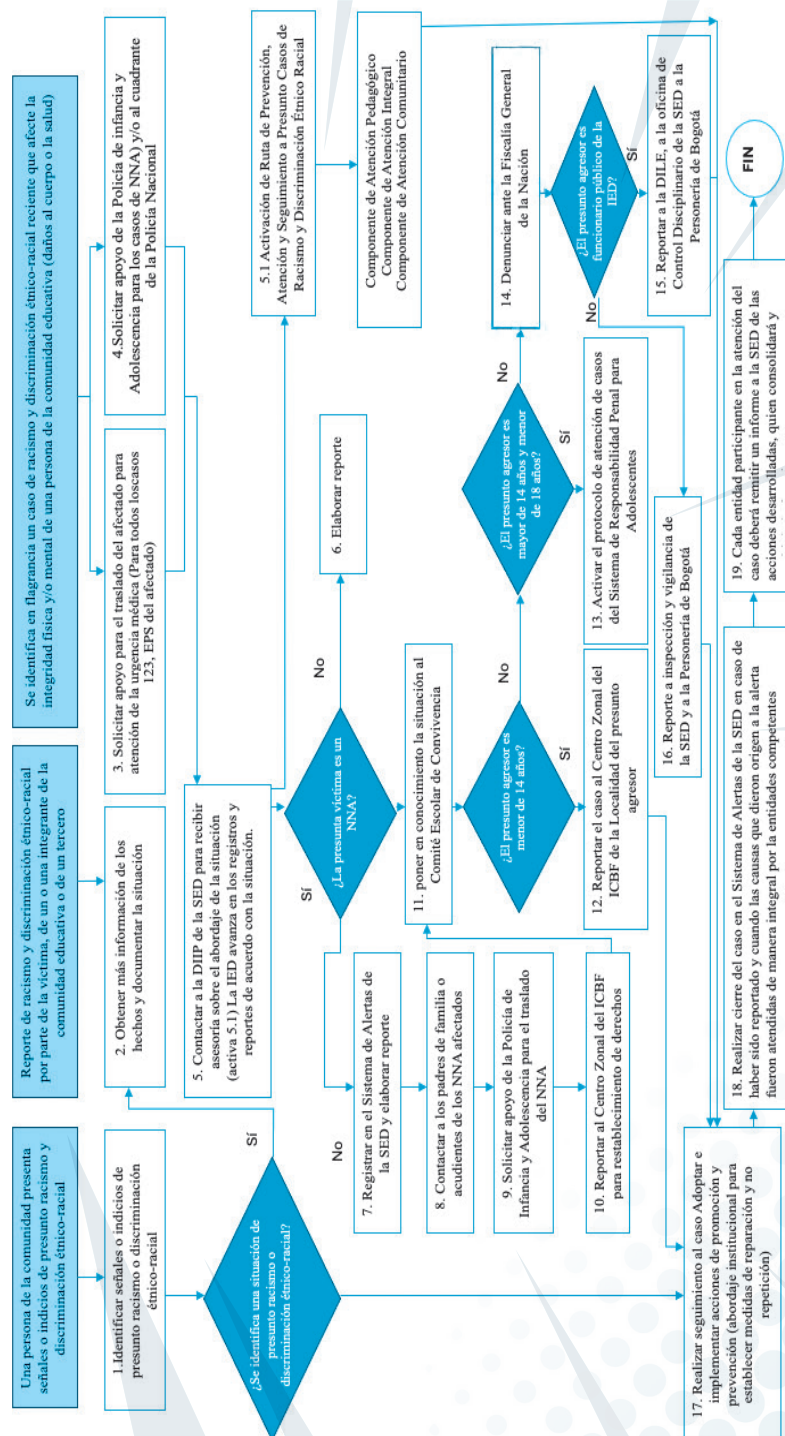 Una persona de la comunidad presenta
señales o indicios de presunto racismo y
discriminación étnico-racial
Reporte de racismo y discriminación étnico-racial
por parte de la víctima, de un o una integrante de la
comunidad educativa o de un tercero
Se identifica en flagrancia un caso de racismo y discriminación étnico-racial reciente que afecte la
integridad física y/o mental de una persona de la comunidad educativa (daños al cuerpo o la salud)
1.Identificar señales o indicios de
presunto racismo o discriminación
étnico-racial
2. Obtener más información de los
hechos y documentar la situación
3. Solicitar apoyo para el traslado del afectado para
atención de la urgencia médica (Para todos loscasos
123, EPS del afectado)
4.Solicitar apoyo de la Policía de infancia y
Adolescencia para los casos de NNA) y/o al cuadrante
de la Policía Nacional
¿Se identifica una situación de
presunto racismo o
discriminación étnico-racial?
Sí
No
5. Contactar a la DIIP de la SED para recibir
asesoría sobre el abordaje de la situación
(activa 5.1) La IED avanza en los registros y
reportes de acuerdo con la situación.
5.1 Activación de Ruta de Prevención,
Atención y Seguimiento a Presunto Casos de
Racismo y Discriminación Étnico Racial
Componente de Atención Pedagógico
Componente de Atención Integral
Componente de Atención Comunitario
¿La presunta víctima es un
NNA?
Sí
No
6. Elaborar reporte
7. Registrar en el Sistema de Alertas de
la SED y elaborar reporte
8. Contactar a los padres de familia o
acudientes de los NNA afectados
9. Solicitar apoyo de la Policía de
Infancia y Adolescencia para el traslado
del NNA
10. Reportar al Centro Zonal del ICBF
para restablecimiento de derechos
11. poner en conocimiento la situación al
Comité Escolar de Convivencia
¿El presunto agresor es
menor de 14 años?
No
Sí
12. Reportar el caso al Centro Zonal del
ICBF de la Localidad del presunto
agresor
¿El presunto agresor es
mayor de 14 años y menor
de 18 años?
No
Sí
13. Activar el protocolo de atención de casos
del Sistema de Responsabilidad Penal para
Adolescentes
14. Denunciar ante la Fiscalía General
de la Nación
¿El presunto agresor es
funcionario público de la
IED?
No
Sí
15. Reportar a la DILE, a la oficina de
Control Disciplinario de la SED a la
Personería de Bogotá
16. Reporte a inspección y vigilancia de
la SED y a la Personería de Bogotá
17. Realizar seguimiento al caso Adoptar e
implementar acciones de promoción y
prevención (abordaje institucional para
establecer medidas de reparación y no
repetición)
18. Realizar cierre del caso en el Sistema de Alertas de la SED en caso de
haber sido reportado y cuando las causas que dieron origen a la alerta
fueron atendidas de manera integral por la entidades competentes
19. Cada entidad participante en la atención del
caso deberá remitir un informe a la SED de las
acciones desarrolladas, quien consolidará y
FIN